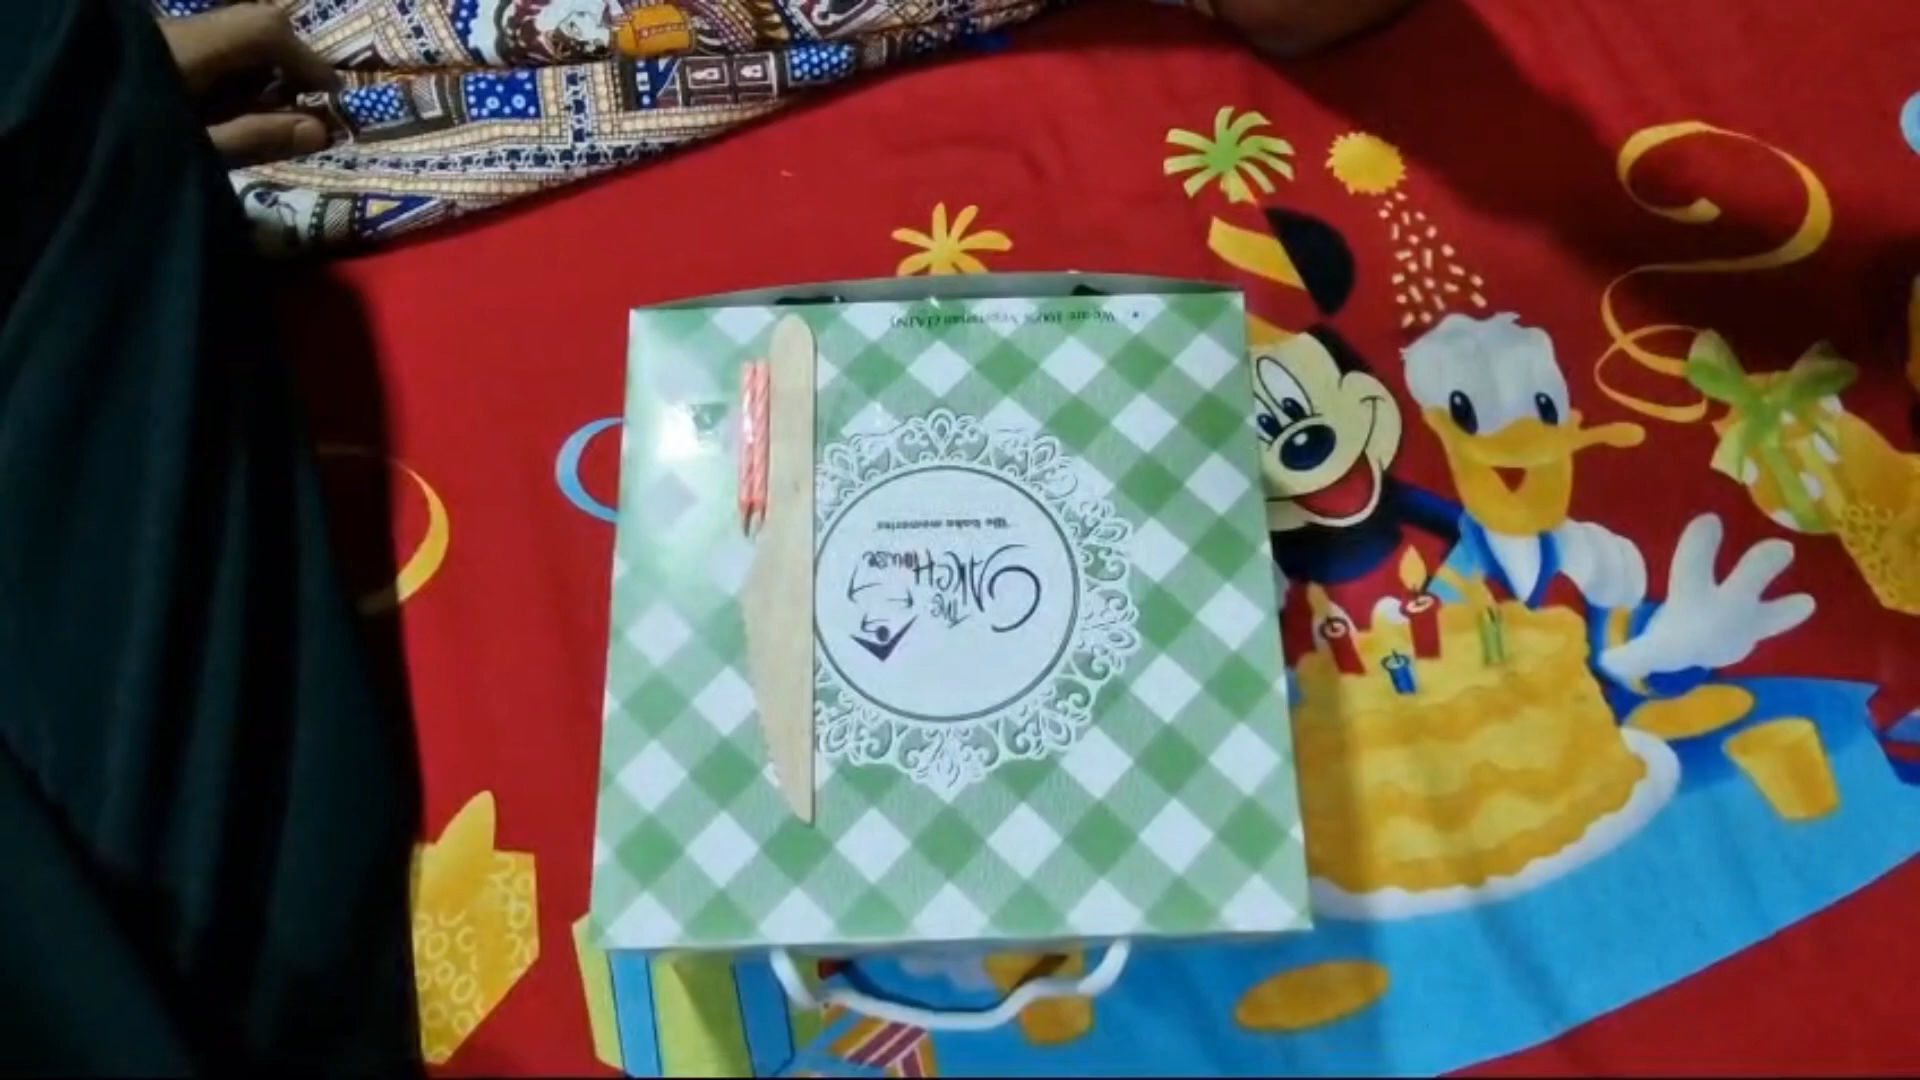 The
CAKE House
"We bake memories
• We are 100% Vegetarian (JAIN)